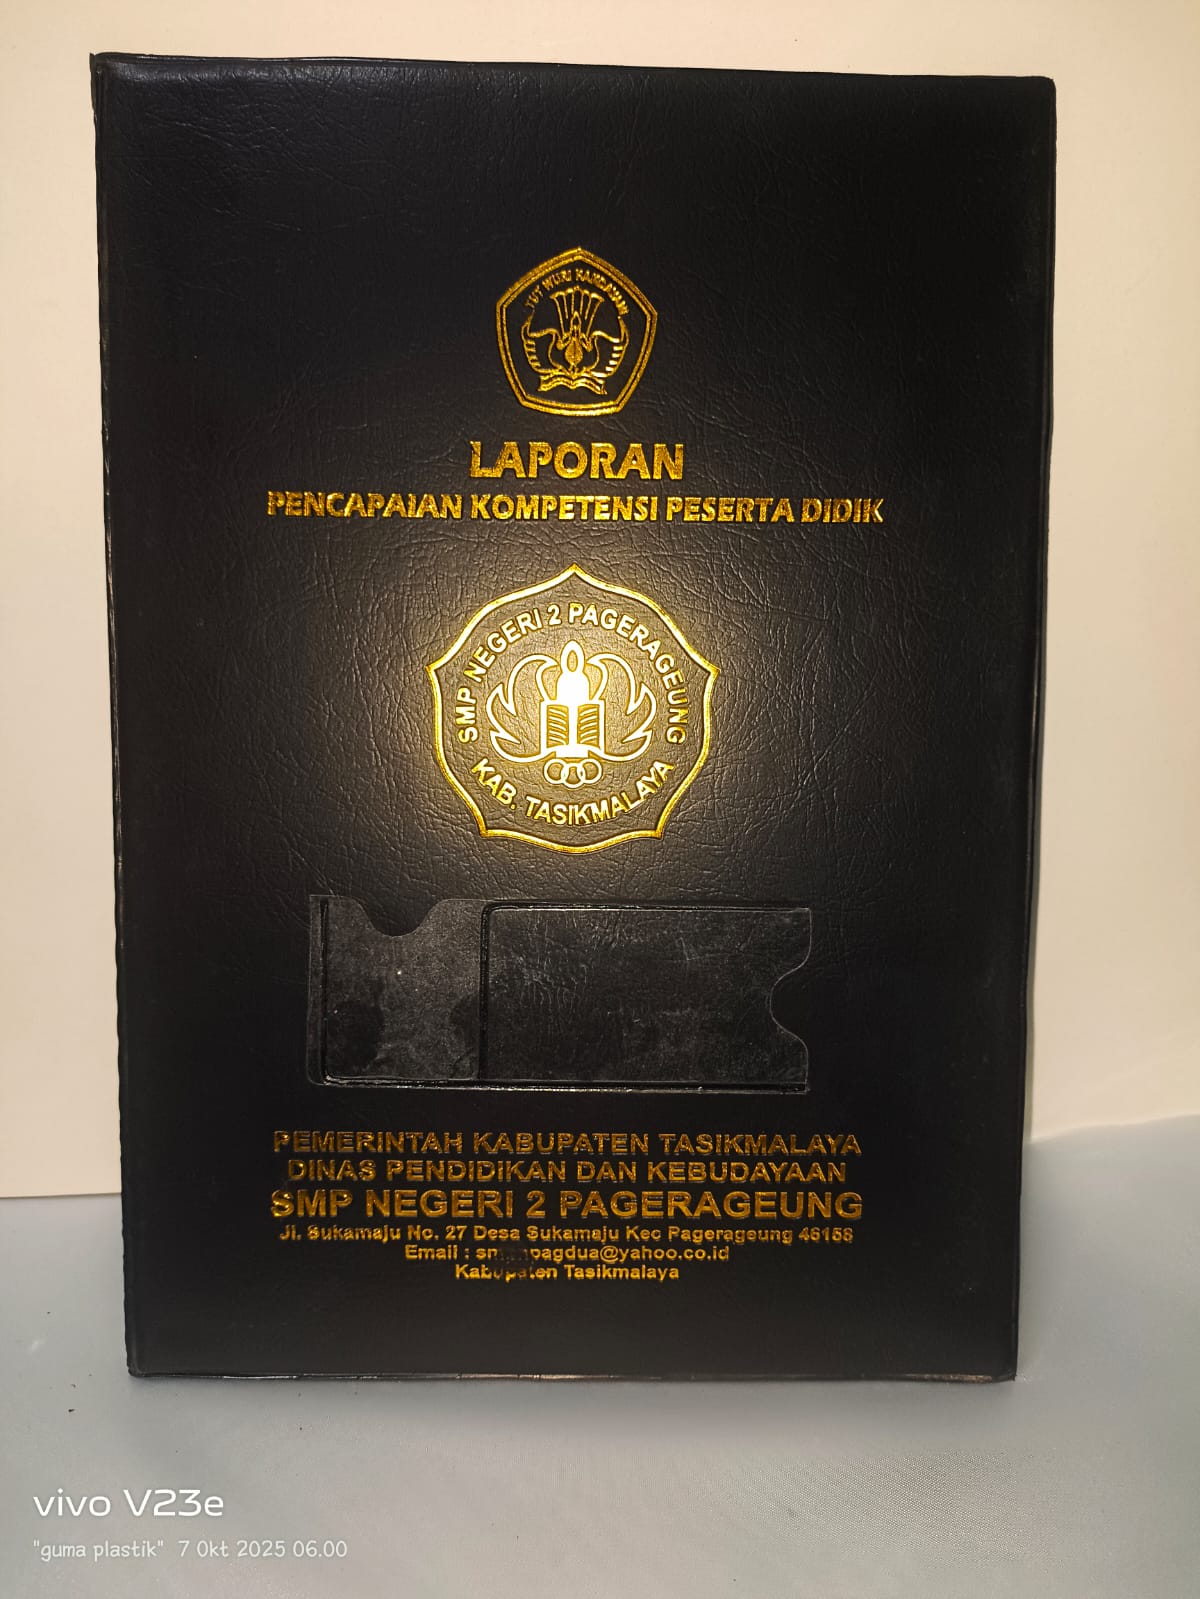 TUT WURI HANDAYANI
LAPORAN
PENCAPAIAN KOMPETENSI PESERTA DIDIK
SMP NEGERI 2 PAGERAGEUNG
KAB. TASIKMALAYA
PEMERINTAH KABUPATEN TASIKMALAYA
DINAS PENDIDIKAN DAN KEBUDAYAAN
SMP NEGERI 2 PAGERAGEUNG
Jl. Sukamaju No. 27 Desa Sukamaju Kec Pagerageung 46158
Email :
Kabupaten Tasikmalaya
vivo V23e
"guma plastik" 7 Okt 2025 06.00